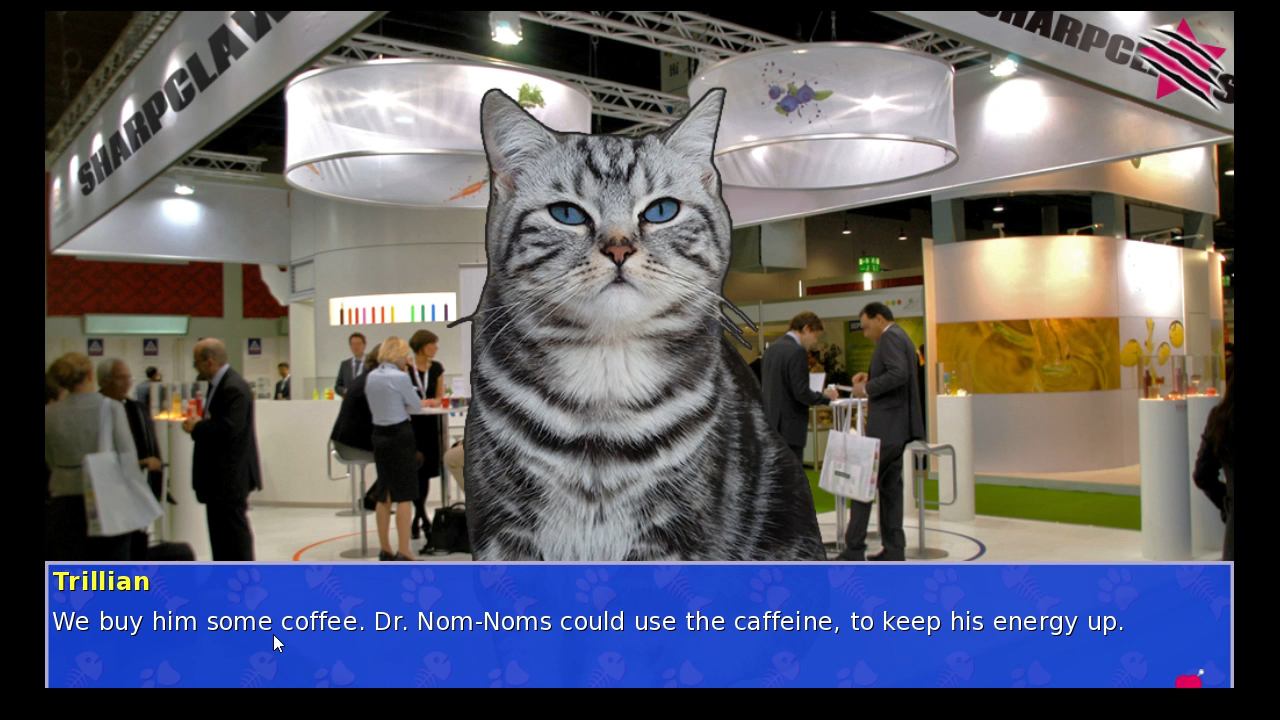 SHARPCLAW
SHARPCL
S
Trillian
We buy him some coffee. Dr. Nom-Noms could use the caffeine, to keep his energy up.